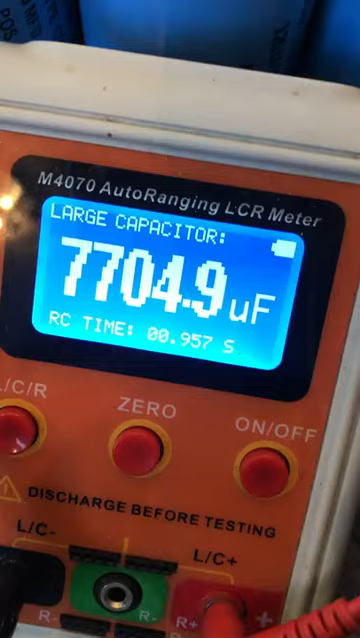 M4070 AutoRanging LCR Meter
LARGE CAPACITOR:
7704.9 uF
RC TIME: 00.957 S
L/C/R
ZERO
ON/OFF
DISCHARGE BEFORE TESTING
L/C-
L/C+
R-
R-
R+
+